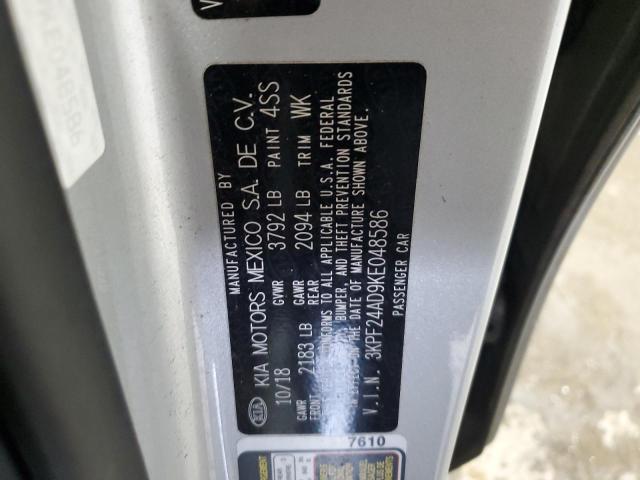 MANUFACTURED BY
KIA KIA MOTORS MEXICO S.A. DE C.V.
10/18 GVWR 3792 LB PAINT 4SS
GAWR FRONT 2183 LB GAWR REAR 2094 LB TRIM WK
CONFORMS TO ALL APPLICABLE U.S.A. FEDERAL
BUMPER, AND THEFT PREVENTION STANDARDS
ON THE DATE OF MANUFACTURE SHOWN ABOVE.
V.I.N. 3KPF24AD9KE048586
PASSENGER CAR
7610